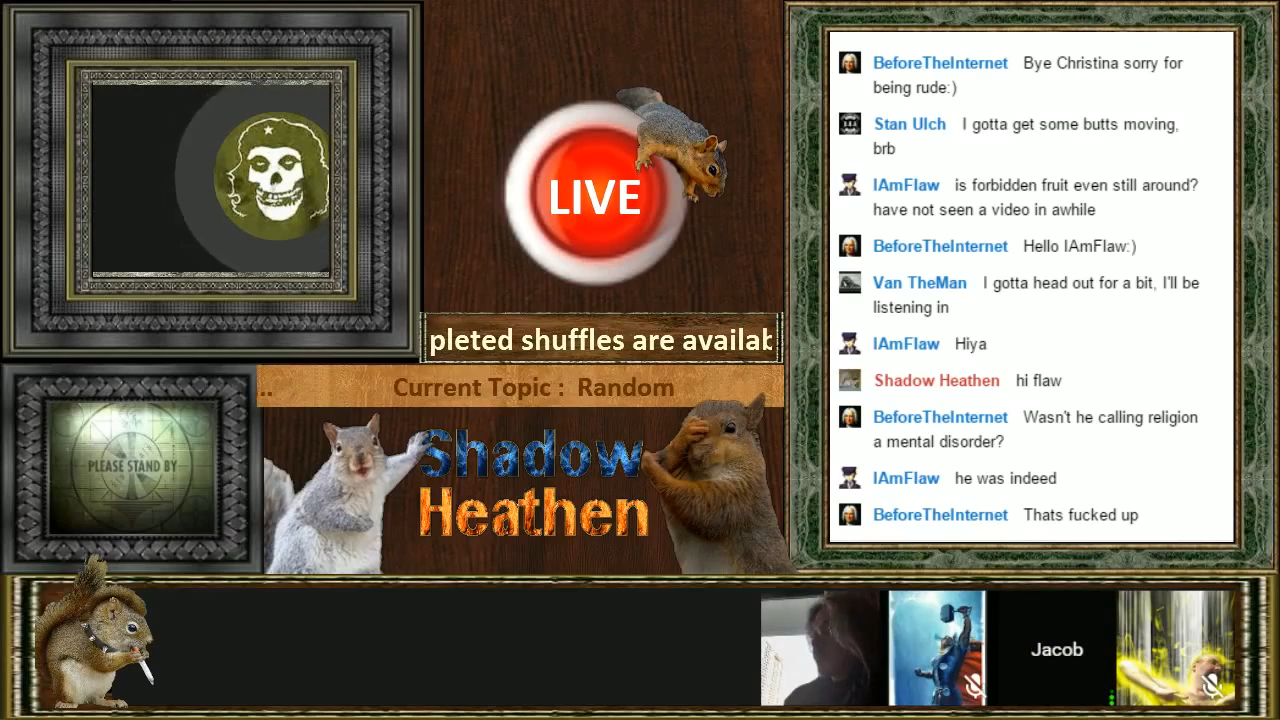 LIVE
pleted shuffles are availab
.. Current Topic : Random
PLEASE STAND BY
Shadow
Heathen
BeforeTheInternet Bye Christina sorry for
being rude:)
Stan Ulch I gotta get some butts moving,
brb
IAmFlaw is forbidden fruit even still around?
have not seen a video in awhile
BeforeTheInternet Hello IAmFlaw:)
Van TheMan I gotta head out for a bit, I'll be
listening in
IAmFlaw Hiya
Shadow Heathen hi flaw
BeforeTheInternet Wasn't he calling religion
a mental disorder?
IAmFlaw he was indeed
BeforeTheInternet Thats fucked up
Jacob